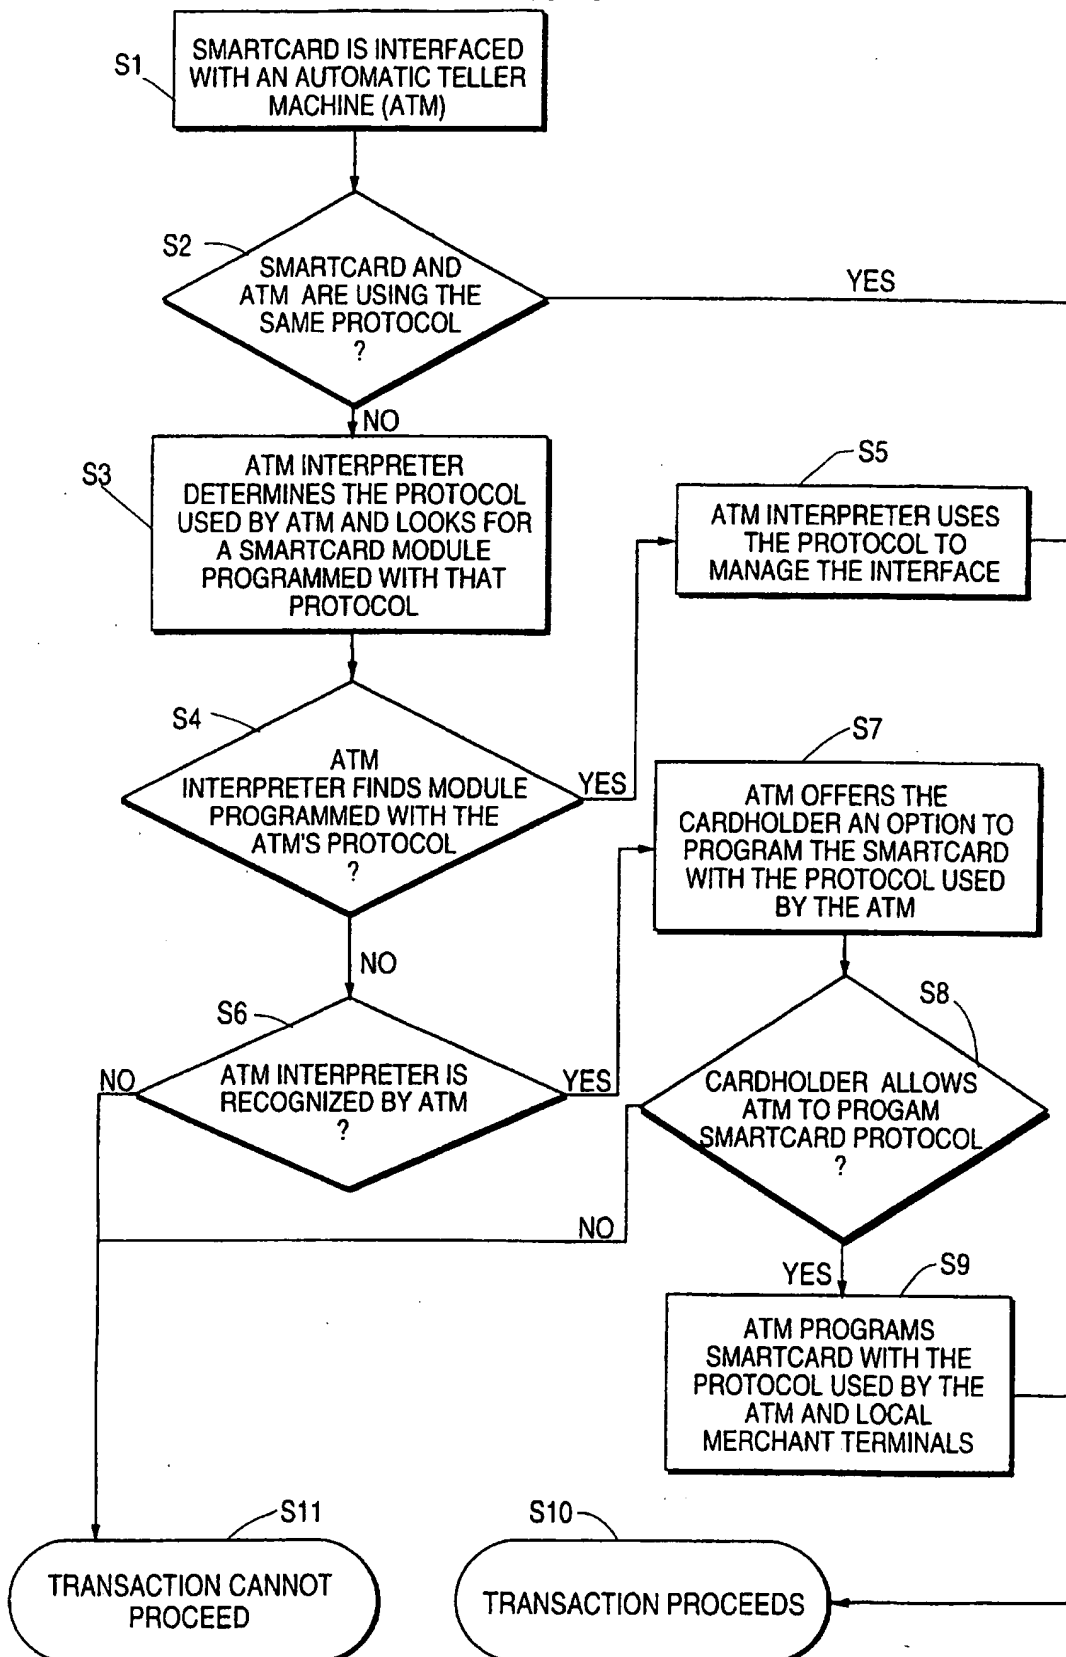 S1
SMARTCARD IS INTERFACED
WITH AN AUTOMATIC TELLER
MACHINE (ATM)
S2
SMARTCARD AND
ATM ARE USING THE
SAME PROTOCOL
?
YES
NO
S3
ATM INTERPRETER
DETERMINES THE PROTOCOL
USED BY ATM AND LOOKS FOR
A SMARTCARD MODULE
PROGRAMMED WITH THAT
PROTOCOL
S5
ATM INTERPRETER USES
THE PROTOCOL TO
MANAGE THE INTERFACE
S4
ATM
INTERPRETER FINDS MODULE
PROGRAMMED WITH THE
ATM'S PROTOCOL
?
YES
NO
S7
ATM OFFERS THE
CARDHOLDER AN OPTION TO
PROGRAM THE SMARTCARD
WITH THE PROTOCOL USED
BY THE ATM
S6
ATM INTERPRETER IS
RECOGNIZED BY ATM
?
NO
YES
S8
CARDHOLDER ALLOWS
ATM TO PROGAM
SMARTCARD PROTOCOL
?
NO
YES
S9
ATM PROGRAMS
SMARTCARD WITH THE
PROTOCOL USED BY THE
ATM AND LOCAL
MERCHANT TERMINALS
S11
TRANSACTION CANNOT
PROCEED
S10
TRANSACTION PROCEEDS